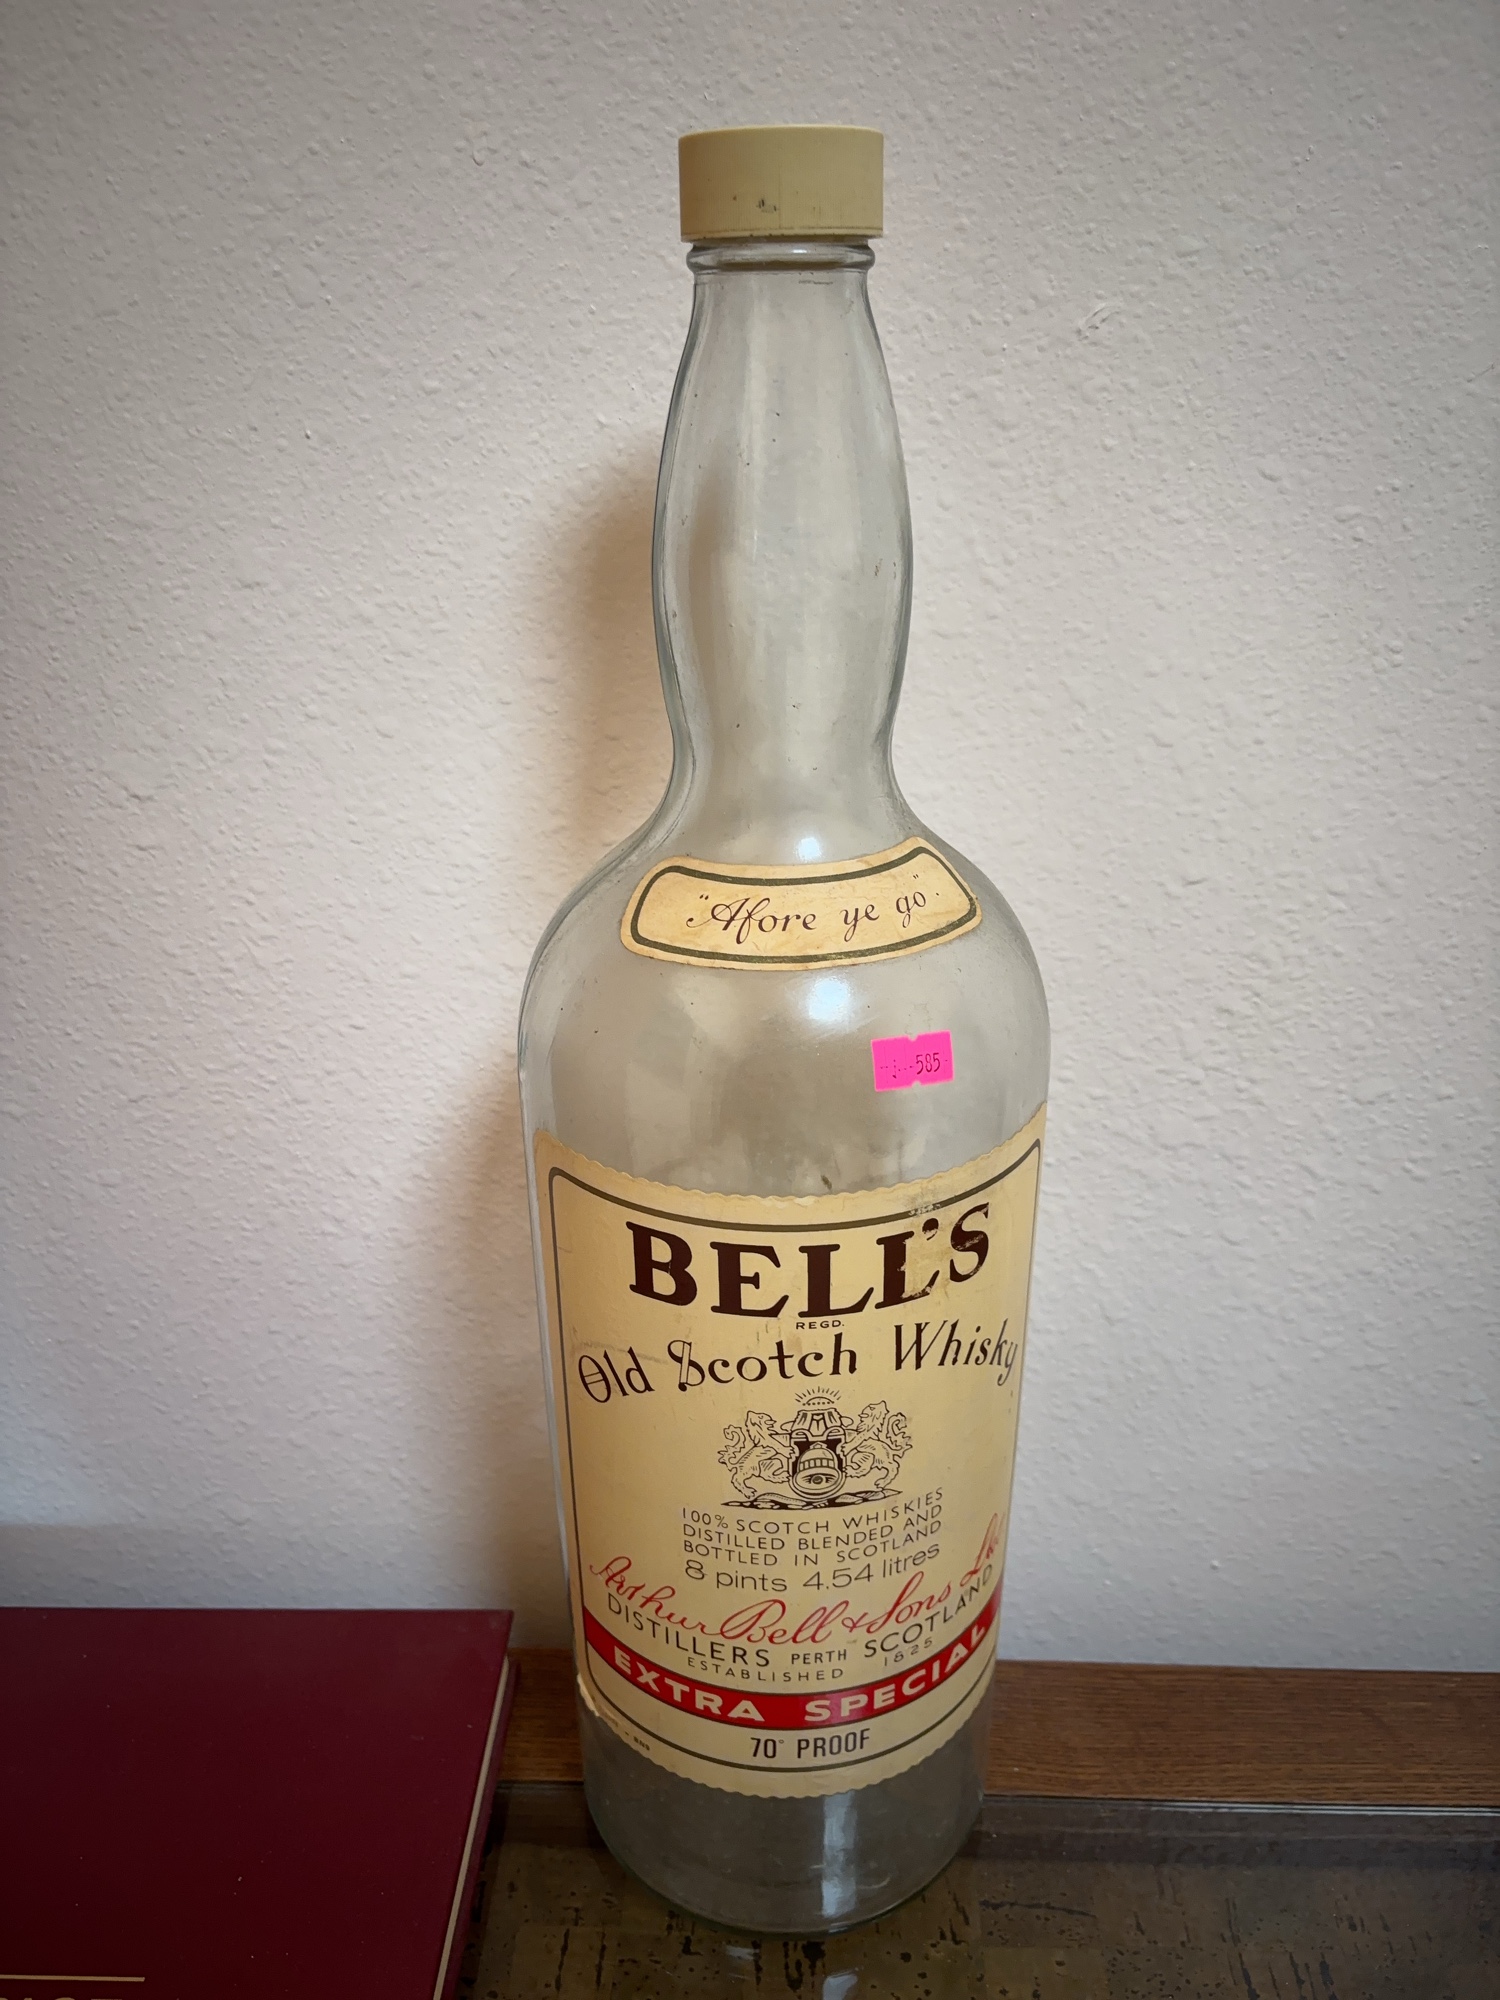 "Afore ye go".
585
BELL'S
REGD.
Old Scotch Whisky
100% SCOTCH WHISKIES
DISTILLED BLENDED AND
BOTTLED IN SCOTLAND
8 pints 4.54 litres
Arthur Bell & Sons Ltd.
DISTILLERS PERTH SCOTLAND
ESTABLISHED 1825
EXTRA SPECIAL
70° PROOF